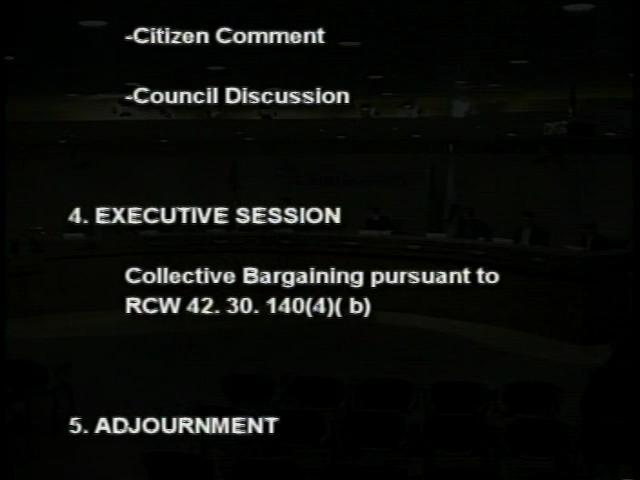 -Citizen Comment
-Council Discussion
4. EXECUTIVE SESSION
Collective Bargaining pursuant to
RCW 42. 30. 140(4)( b)
5. ADJOURNMENT